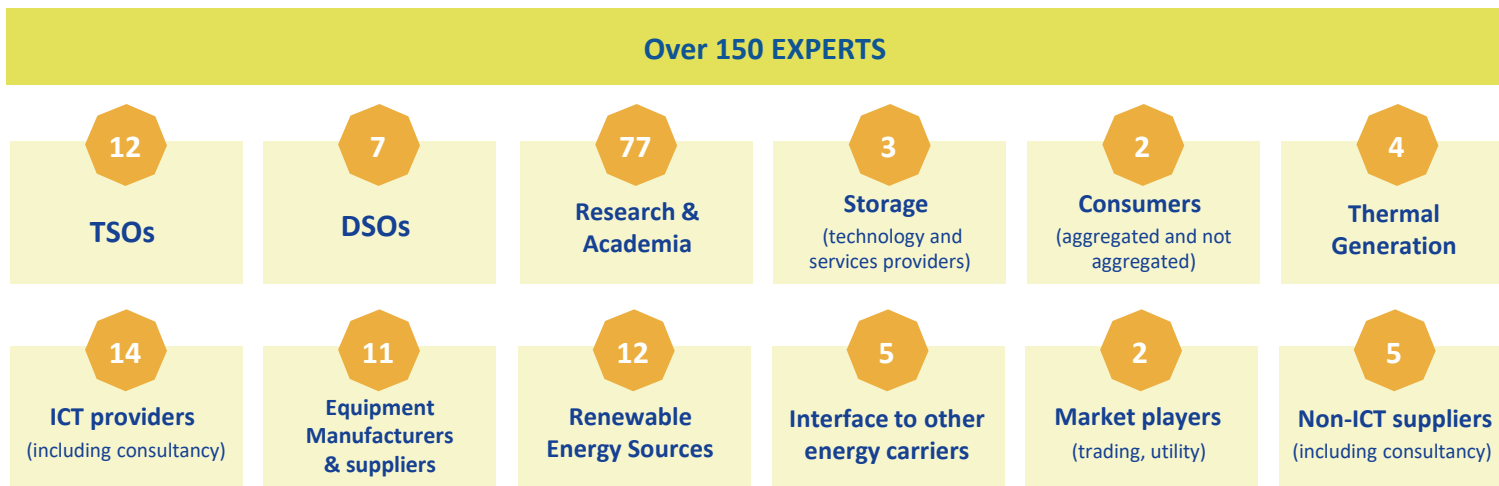 Over 150 EXPERTS
12
TSOs
7
DSOs
77
Research &
Academia
3
Storage
(technology and
services providers)
2
Consumers
(aggregated and not
aggregated)
4
Thermal
Generation
14
ICT providers
(including consultancy)
11
Equipment
Manufacturers
& suppliers
12
Renewable
Energy Sources
5
Interface to other
energy carriers
2
Market players
(trading, utility)
5
Non-ICT suppliers
(including consultancy)